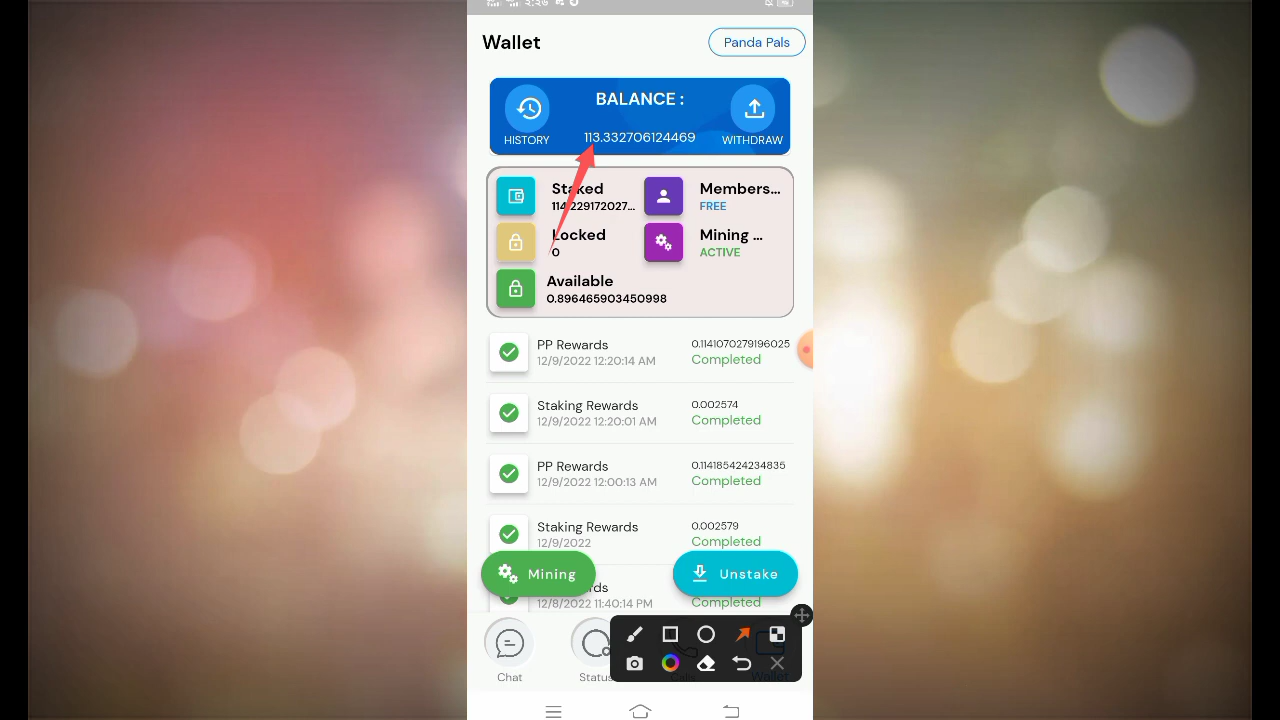 Wallet
Panda Pals
BALANCE :
HISTORY
113.332706124469
WITHDRAW
Staked
Members...
FREE
Locked
0
Mining ...
ACTIVE
Available
0.896465903450998
PP Rewards
0.1141070279196025
12/9/2022 12:20:14 AM
Completed
Staking Rewards
0.002574
12/9/2022 12:20:01 AM
Completed
PP Rewards
0.114185424234835
12/9/2022 12:00:13 AM
Completed
Staking Rewards
0.002579
12/9/2022
Completed
Mining
Unstake
12/8/2022 11:40:14 PM
Completed
Chat
Status